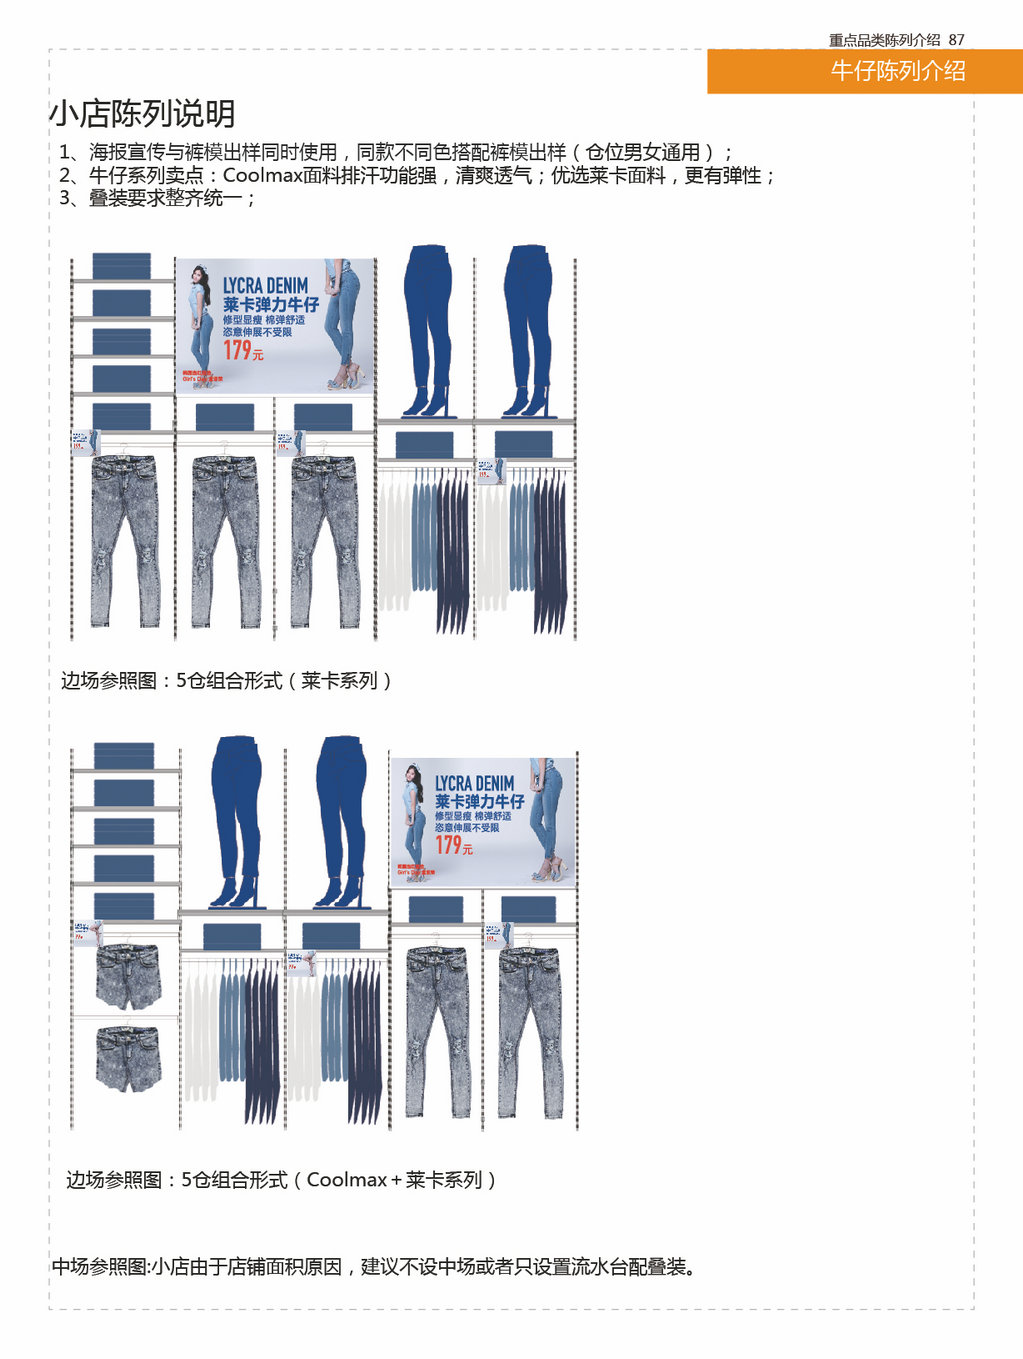 重点品类陈列介绍 87
牛仔陈列介绍
小店陈列说明
1、海报宣传与裤模出样同时使用，同款不同色搭配裤模出样（仓位男女通用）；
2、牛仔系列卖点：Coolmax面料排汗功能强，清爽透气；优选莱卡面料，更有弹性；
3、叠装要求整齐统一；
LYCRA DENIM
莱卡弹力牛仔
修型显瘦 棉弹舒适
恣意伸展不受限
179元
边场参照图：5仓组合形式（莱卡系列）
LYCRA DENIM
莱卡弹力牛仔
修型显瘦 棉弹舒适
恣意伸展不受限
179元
边场参照图：5仓组合形式（Coolmax＋莱卡系列）
中场参照图:小店由于店铺面积原因，建议不设中场或者只设置流水台配叠装。